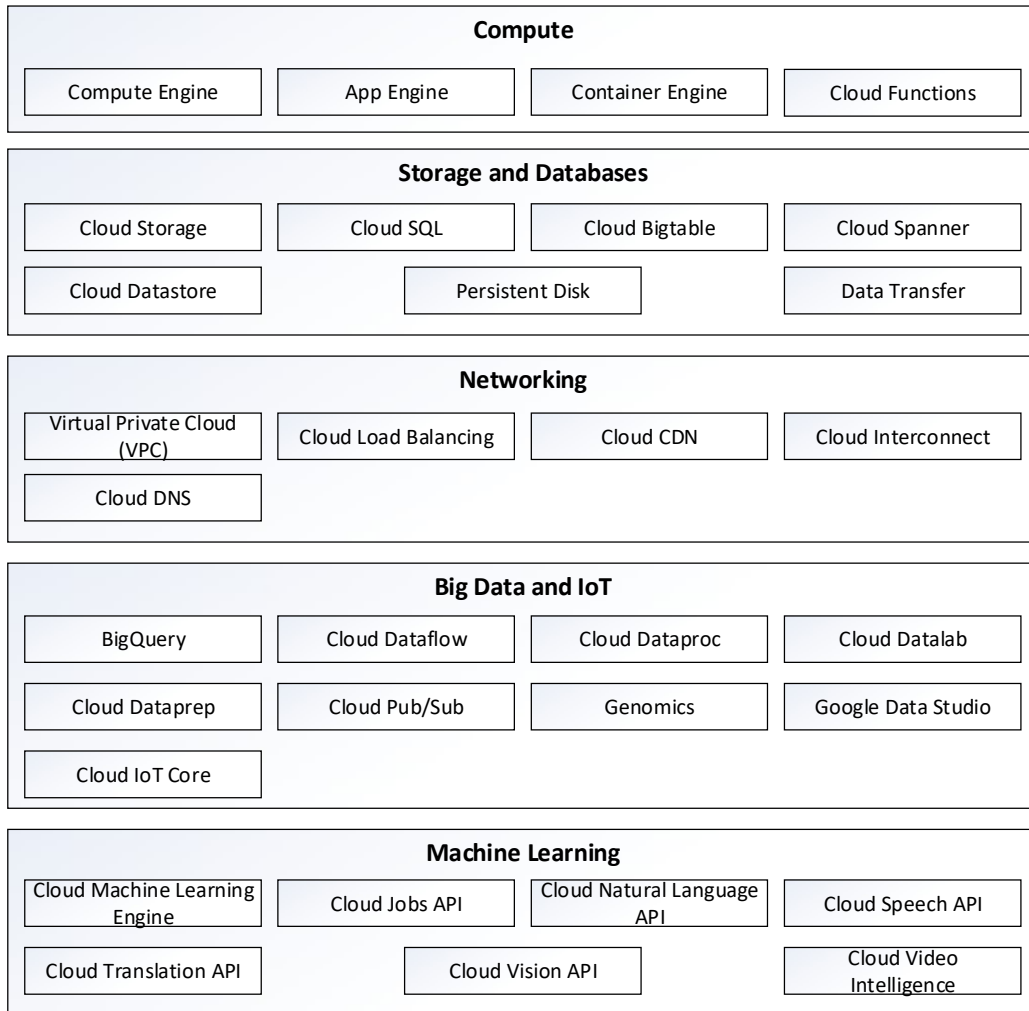 Compute
Compute Engine
App Engine
Container Engine
Cloud Functions
Storage and Databases
Cloud Storage
Cloud SQL
Cloud Bigtable
Cloud Spanner
Cloud Datastore
Persistent Disk
Data Transfer
Networking
Virtual Private Cloud
(VPC)
Cloud Load Balancing
Cloud CDN
Cloud Interconnect
Cloud DNS
Big Data and IoT
BigQuery
Cloud Dataflow
Cloud Dataproc
Cloud Datalab
Cloud Dataprep
Cloud Pub/Sub
Genomics
Google Data Studio
Cloud IoT Core
Machine Learning
Cloud Machine Learning
Engine
Cloud Jobs API
Cloud Natural Language
API
Cloud Speech API
Cloud Translation API
Cloud Vision API
Cloud Video
Intelligence